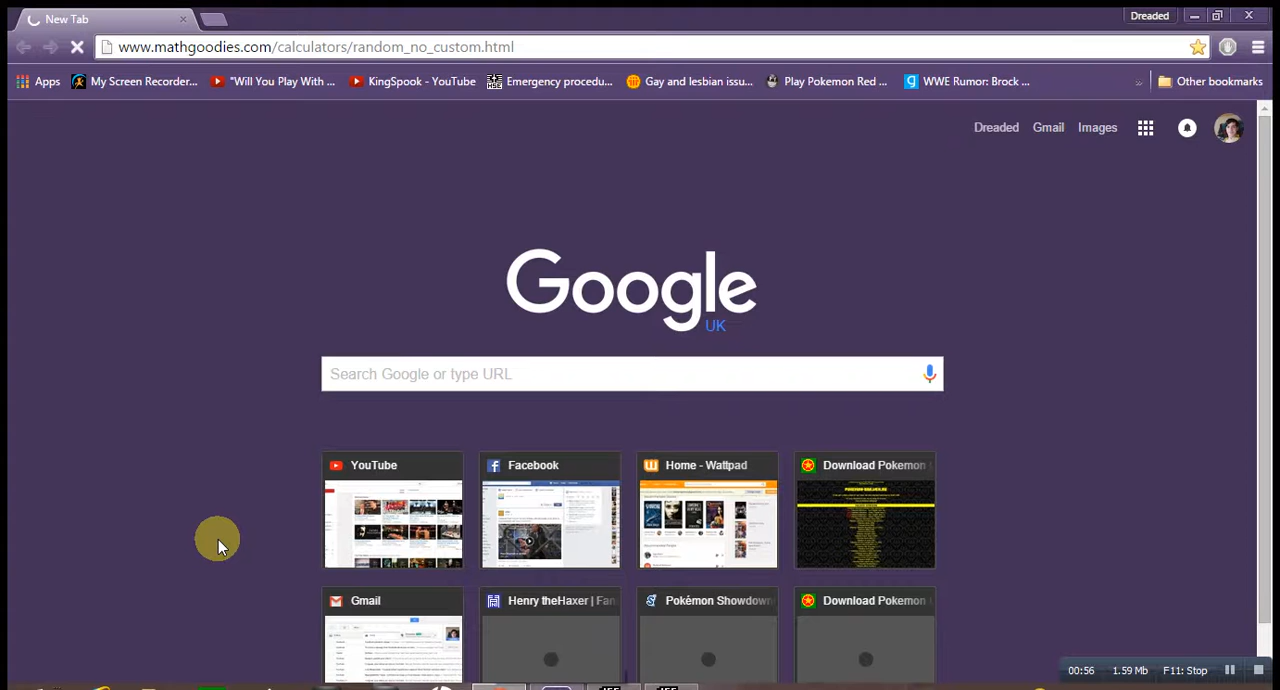 New Tab
Dreaded
www.mathgoodies.com/calculators/random_no_custom.html
Apps My Screen Recorder... "Will You Play With ... KingSpook - YouTube Emergency procedu... Gay and lesbian issu... Play Pokemon Red ... WWE Rumor: Brock ... » Other bookmarks
Dreaded Gmail Images
Google
UK
Search Google or type URL
YouTube Facebook Home - Wattpad Download Pokemon
Gmail Henry theHaxer | Fan Pokémon Showdown Download Pokemon
00:56 1.59 Mb F11: Stop